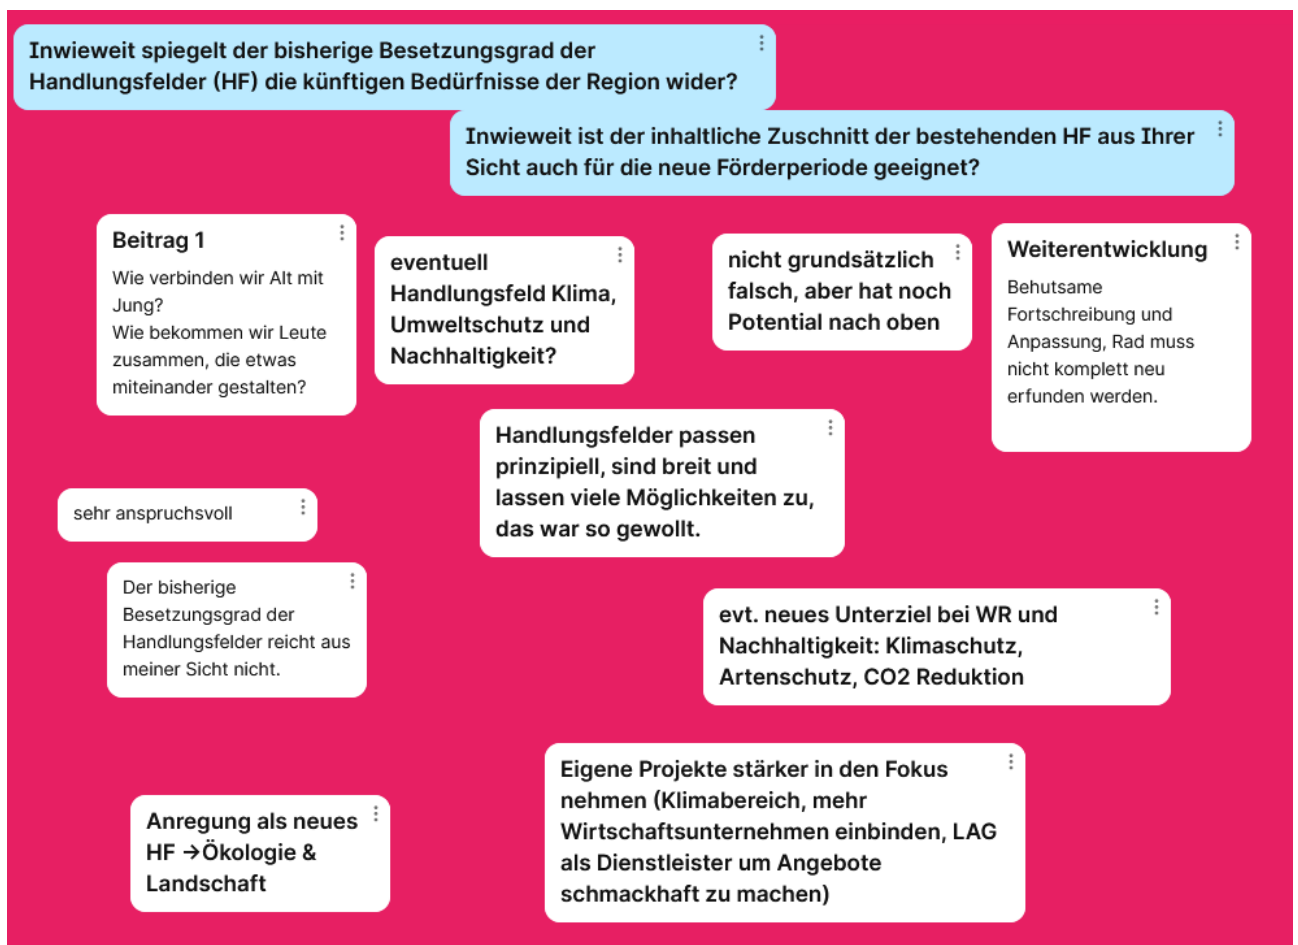 Inwieweit spiegelt der bisherige Besetzungsgrad der
Handlungsfelder (HF) die künftigen Bedürfnisse der Region wider?
Inwieweit ist der inhaltliche Zuschnitt der bestehenden HF aus Ihrer
Sicht auch für die neue Förderperiode geeignet?
Beitrag 1
Wie verbinden wir Alt mit
Jung?
Wie bekommen wir Leute
zusammen, die etwas
miteinander gestalten?
eventuell
Handlungsfeld Klima,
Umweltschutz und
Nachhaltigkeit?
nicht grundsätzlich
falsch, aber hat noch
Potential nach oben
Weiterentwicklung
Behutsame
Fortschreibung und
Anpassung, Rad muss
nicht komplett neu
erfunden werden.
Handlungsfelder passen
prinzipiell, sind breit und
lassen viele Möglichkeiten zu,
das war so gewollt.
sehr anspruchsvoll
Der bisherige
Besetzungsgrad der
Handlungsfelder reicht aus
meiner Sicht nicht.
evt. neues Unterziel bei WR und
Nachhaltigkeit: Klimaschutz,
Artenschutz, CO2 Reduktion
Eigene Projekte stärker in den Fokus
nehmen (Klimabereich, mehr
Wirtschaftsunternehmen einbinden, LAG
als Dienstleister um Angebote
schmackhaft zu machen)
Anregung als neues
HF →Ökologie &
Landschaft